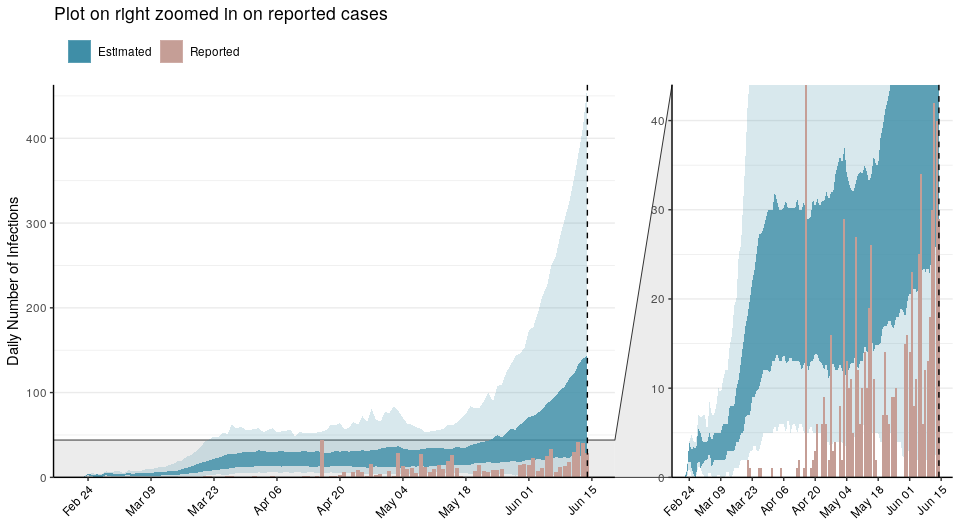 Plot on right zoomed in on reported cases
Estimated Reported
Daily Number of Infections
400
300
200
100
0
Feb 24 Mar 09 Mar 23 Apr 06 Apr 20 May 04 May 18 Jun 01 Jun 15
40
30
20
10
0
Feb 24 Mar 09 Mar 23 Apr 06 Apr 20 May 04 May 18 Jun 01 Jun 15